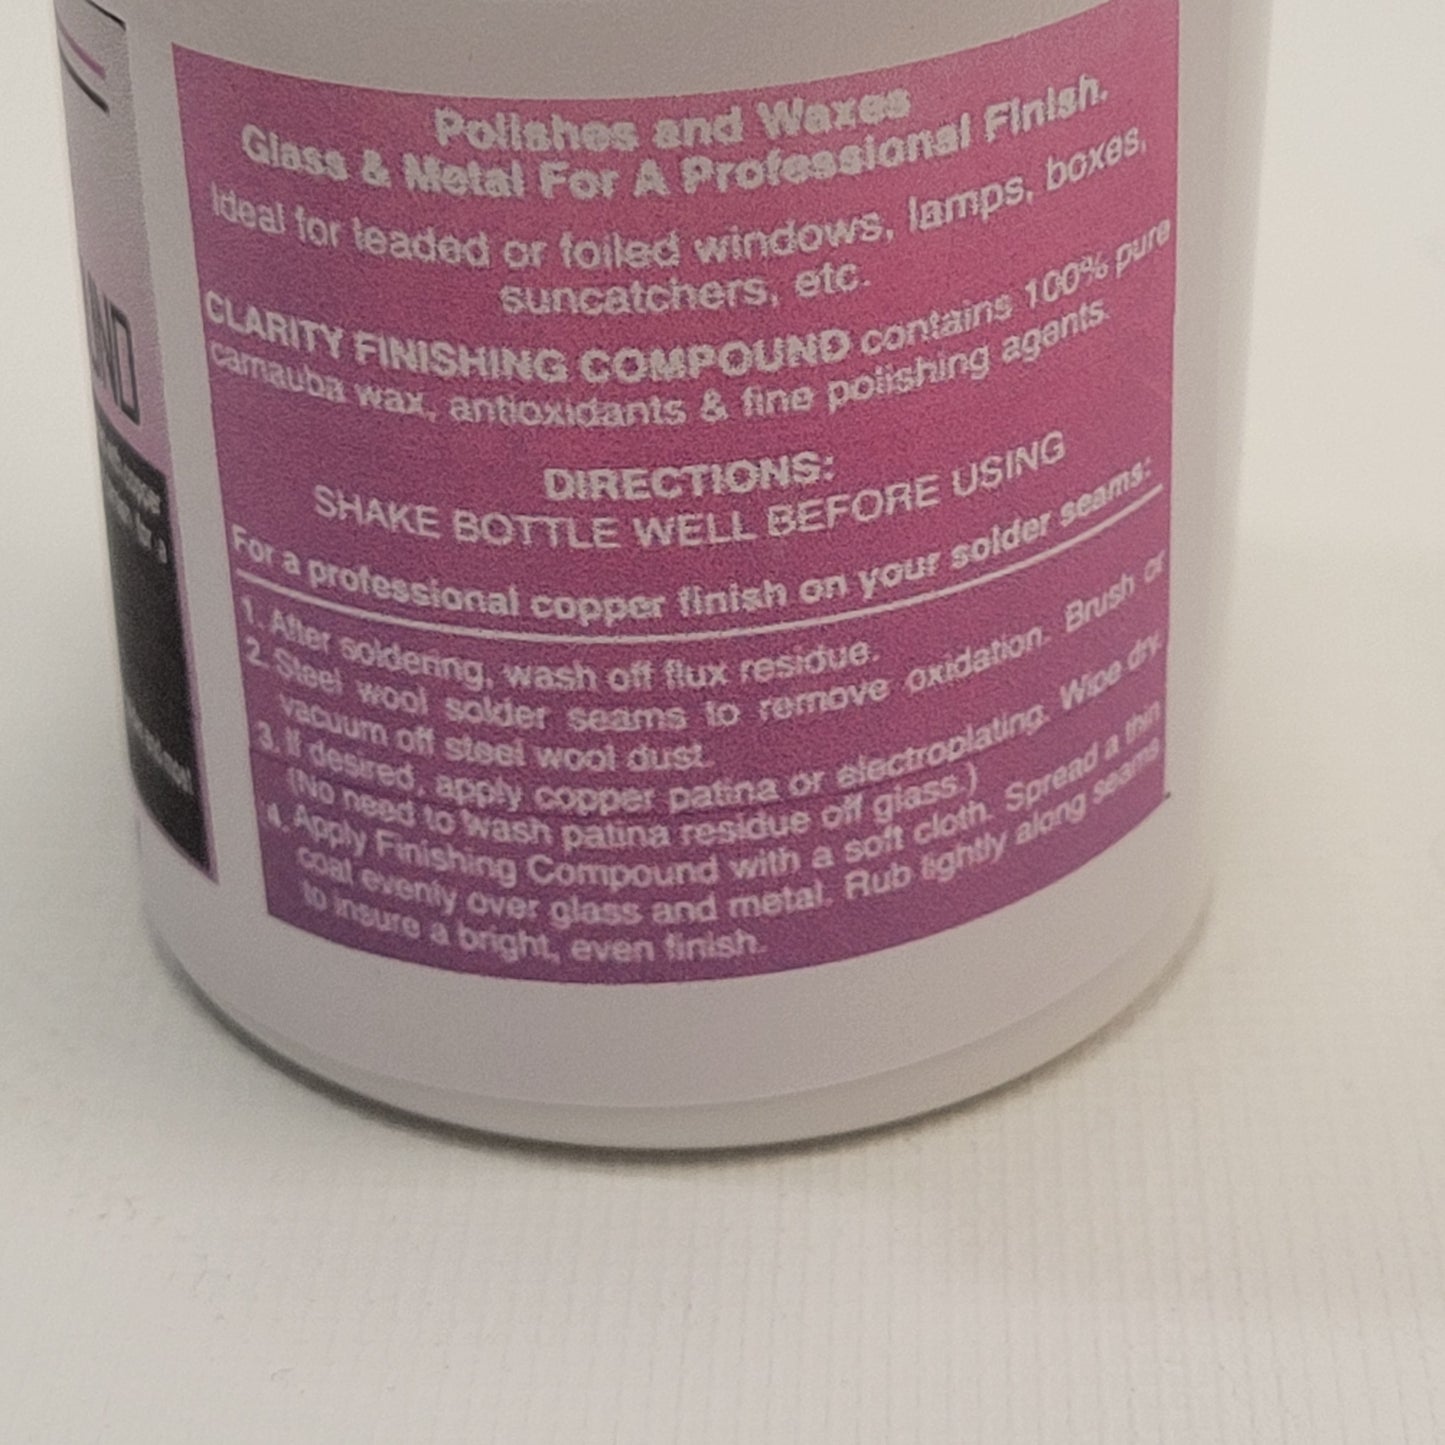 Polishes and Waxes
Glass & Metal For A Professional Finish.
Ideal for leaded or foiled windows, lamps, boxes,
suncatchers, etc.
CLARITY FINISHING COMPOUND contains 100% pure
carnauba wax, antioxidants & fine polishing agents.
DIRECTIONS:
SHAKE BOTTLE WELL BEFORE USING
For a professional copper finish on your solder seams:
1. After soldering, wash off flux residue.
2. Steel wool solder seams to remove oxidation. Brush or
vacuum off steel wool dust.
3. If desired, apply copper patina or electroplating. Wipe dry.
(No need to wash patina residue off glass.)
4. Apply Finishing Compound with a soft cloth. Spread a thin
coat evenly over glass and metal. Rub lightly along seams
to insure a bright, even finish.